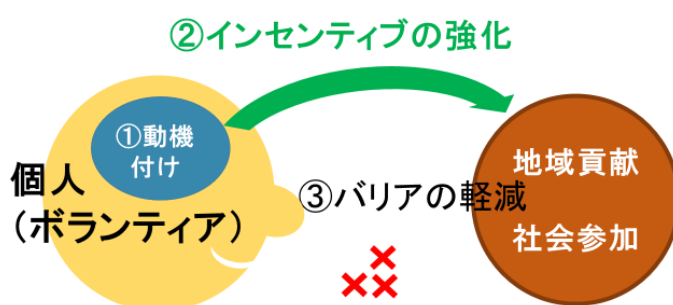 ②インセンティブの強化
①動機
付け
個人
（ボランティア）
③バリアの軽減
地域貢献
社会参加